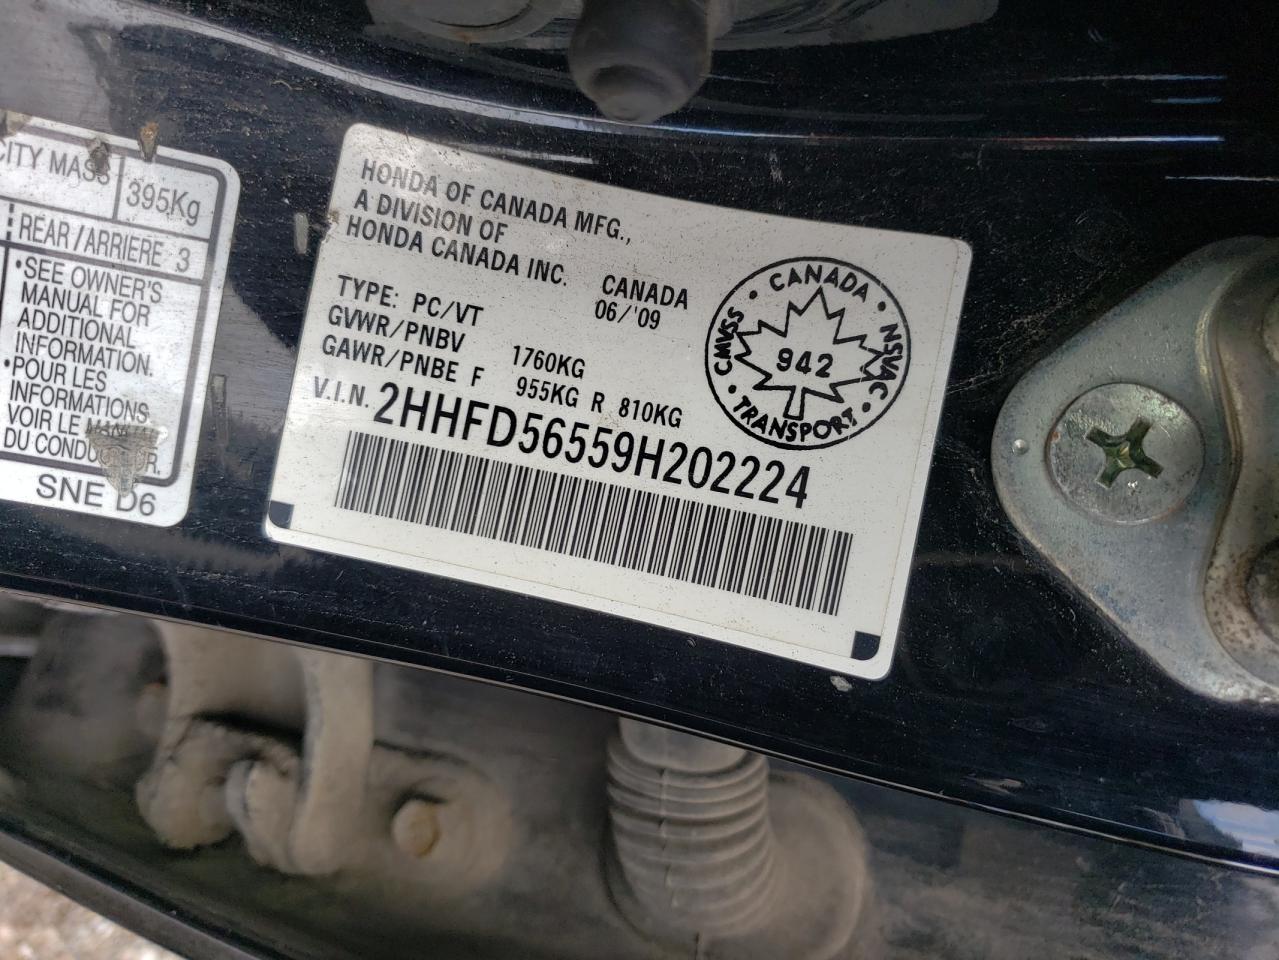 CITY MASS 395Kg
REAR/ARRIERE 3
•SEE OWNER'S
MANUAL FOR
ADDITIONAL
INFORMATION.
•POUR LES
INFORMATIONS
VOIR LE
DU
SNE D6
HONDA OF CANADA MFG.,
A DIVISION OF
HONDA CANADA INC.
CANADA
06/'09
TYPE: PC/VT
GVWR/PNBV 1760KG
GAWR/PNBE F 955KG R 810KG
V.I.N. 2HHFD56559H202224
CANADA
CMVSS
NSVAC
942
TRANSPORT